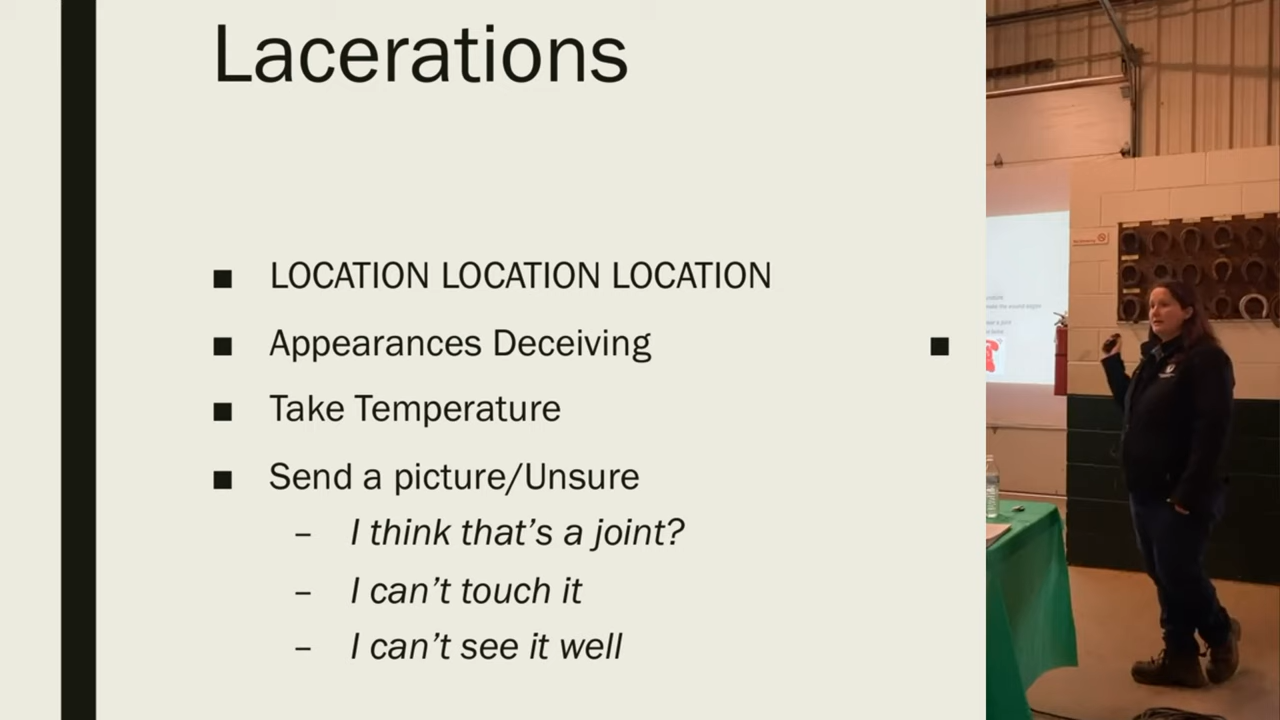 Lacerations
■ LOCATION LOCATION LOCATION
■ Appearances Deceiving
■ Take Temperature
■ Send a picture/Unsure
– I think that’s a joint?
– I can’t touch it
– I can’t see it well